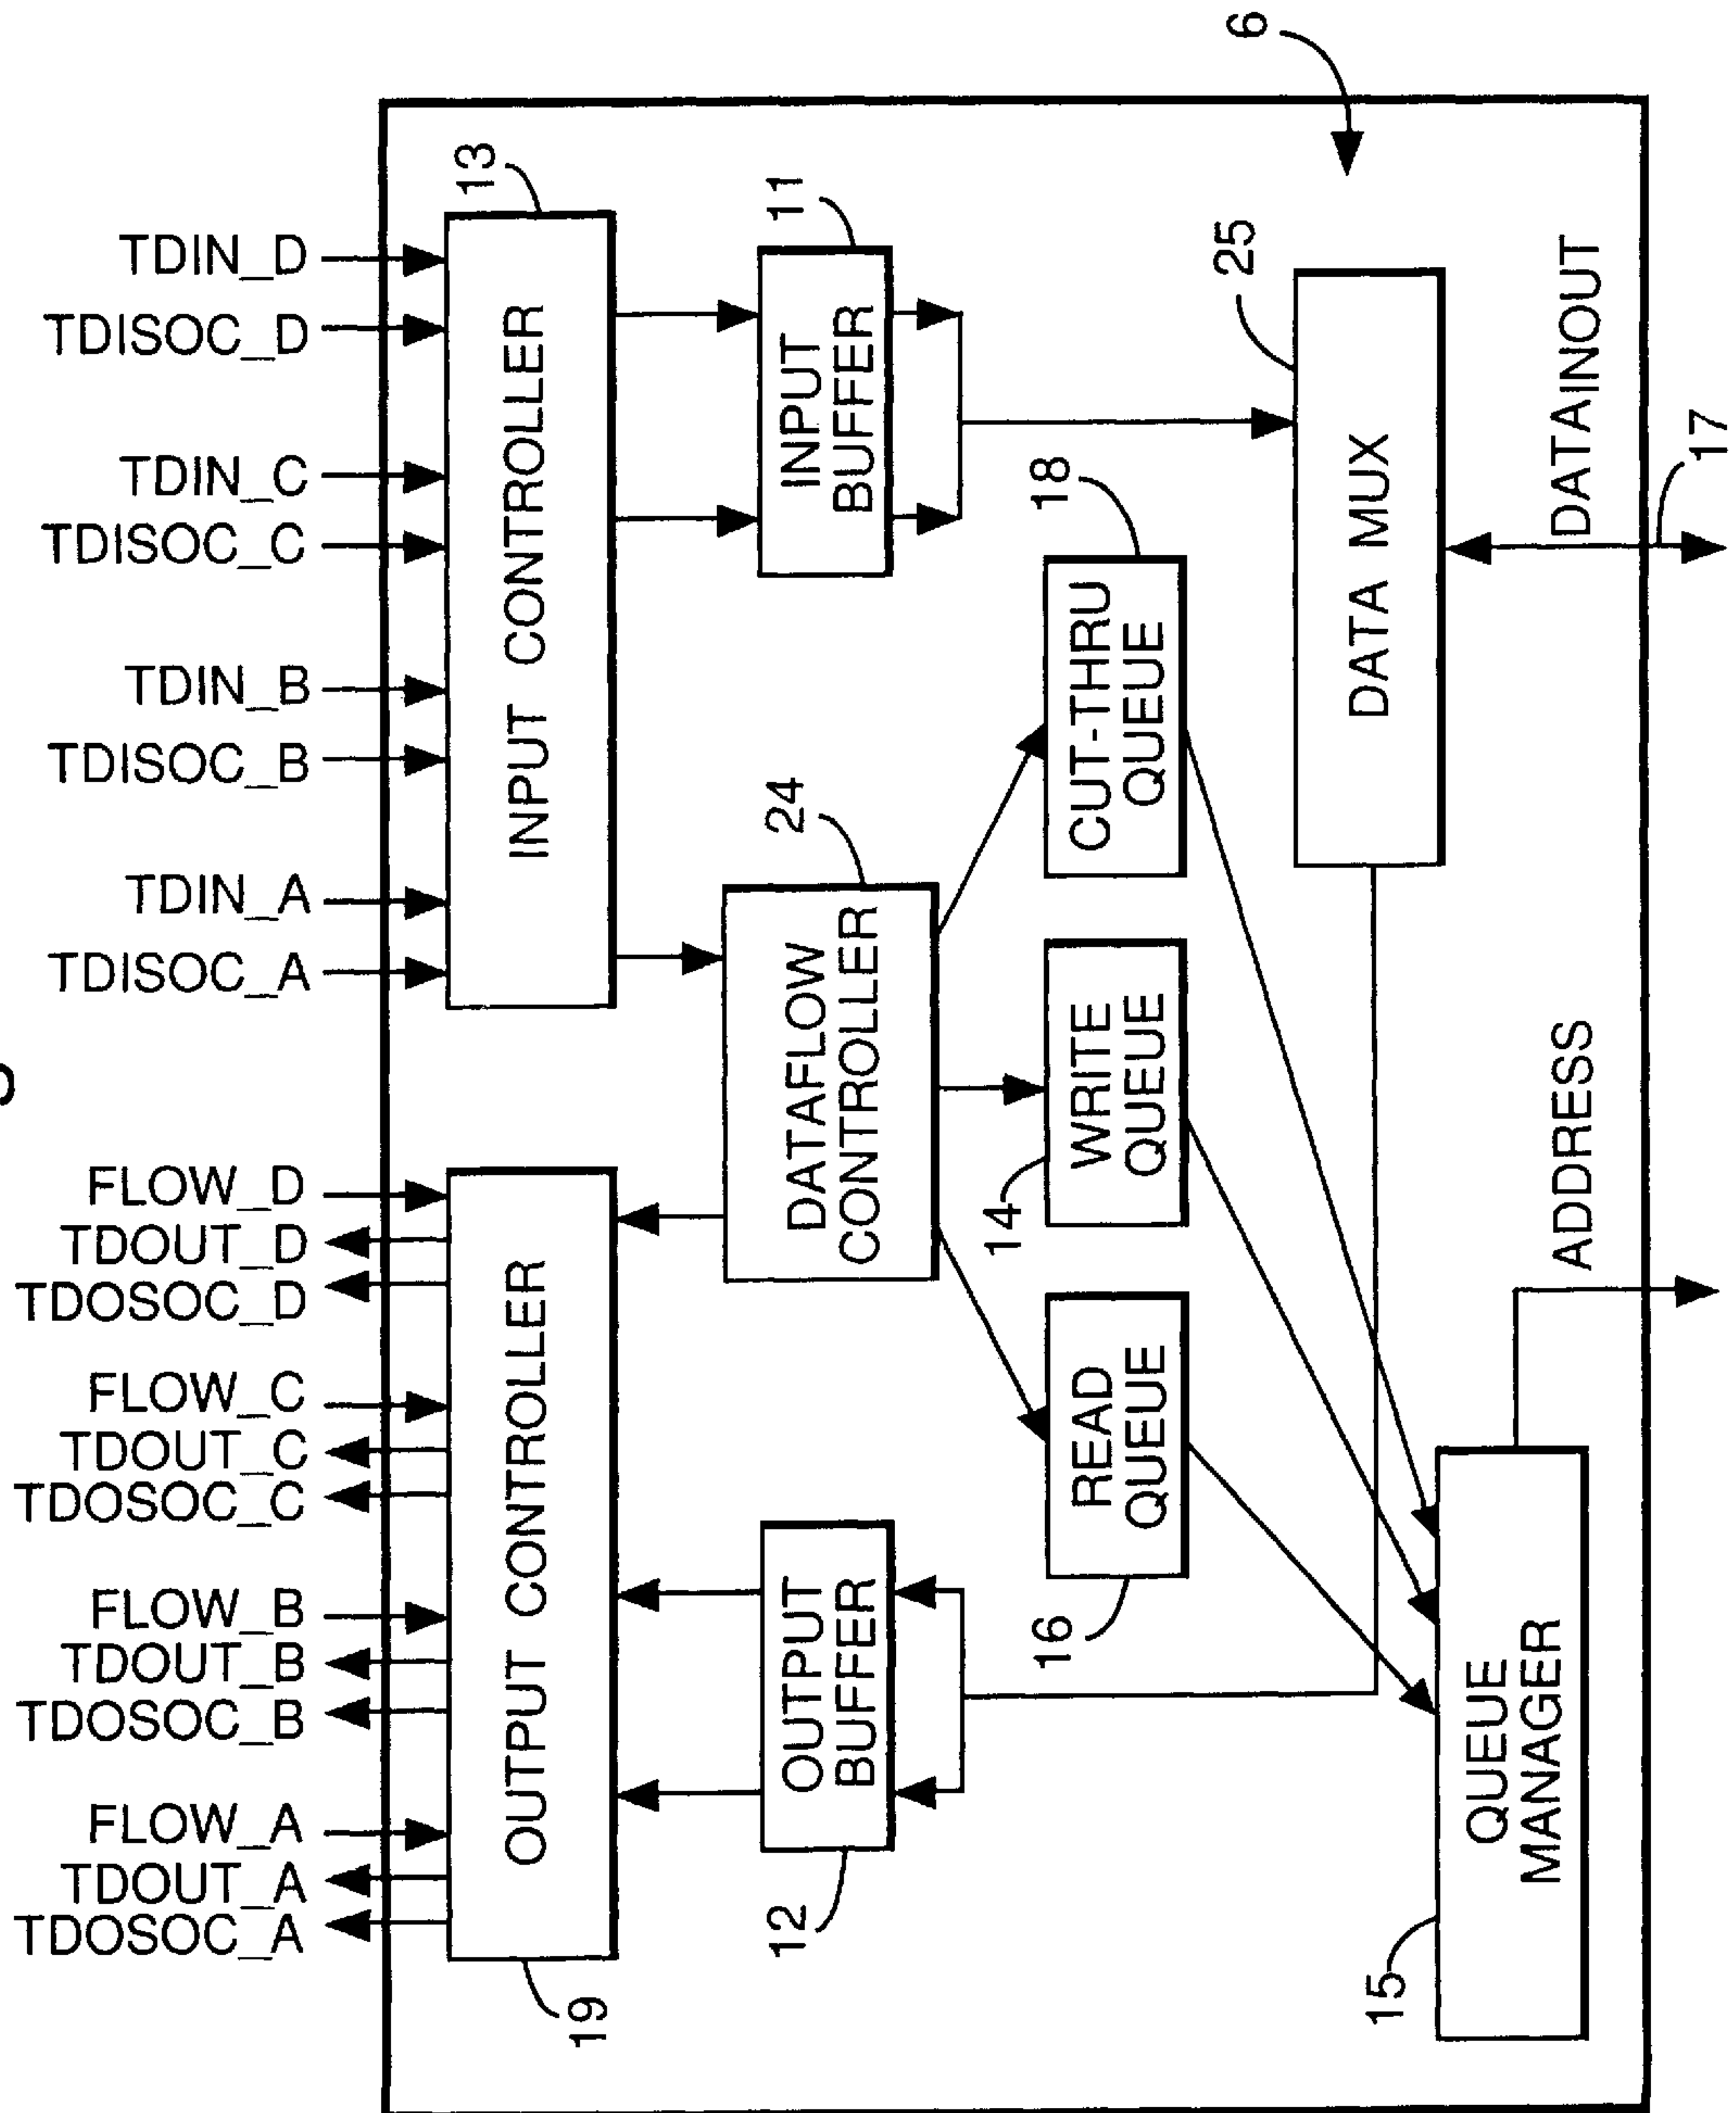 TDIN_D
TDISOC_D
TDIN_C
TDISOC_C
TDIN_B
TDISOC_B
TDIN_A
TDISOC_A
FLOW_D
TDOUT_D
TDOSOC_D
FLOW_C
TDOUT_C
TDOSOC_C
FLOW_B
TDOUT_B
TDOSOC_B
FLOW_A
TDOUT_A
TDOSOC_A
19
OUTPUT CONTROLLER
INPUT CONTROLLER
13
12
OUTPUT
BUFFER
DATAFLOW
CONTROLLER
24
INPUT
BUFFER
11
16
READ
QUEUE
14
WRITE
QUEUE
CUT-THRU
QUEUE
18
DATA MUX
25
15
QUEUE
MANAGER
ADDRESS
DATAINOUT
17
6